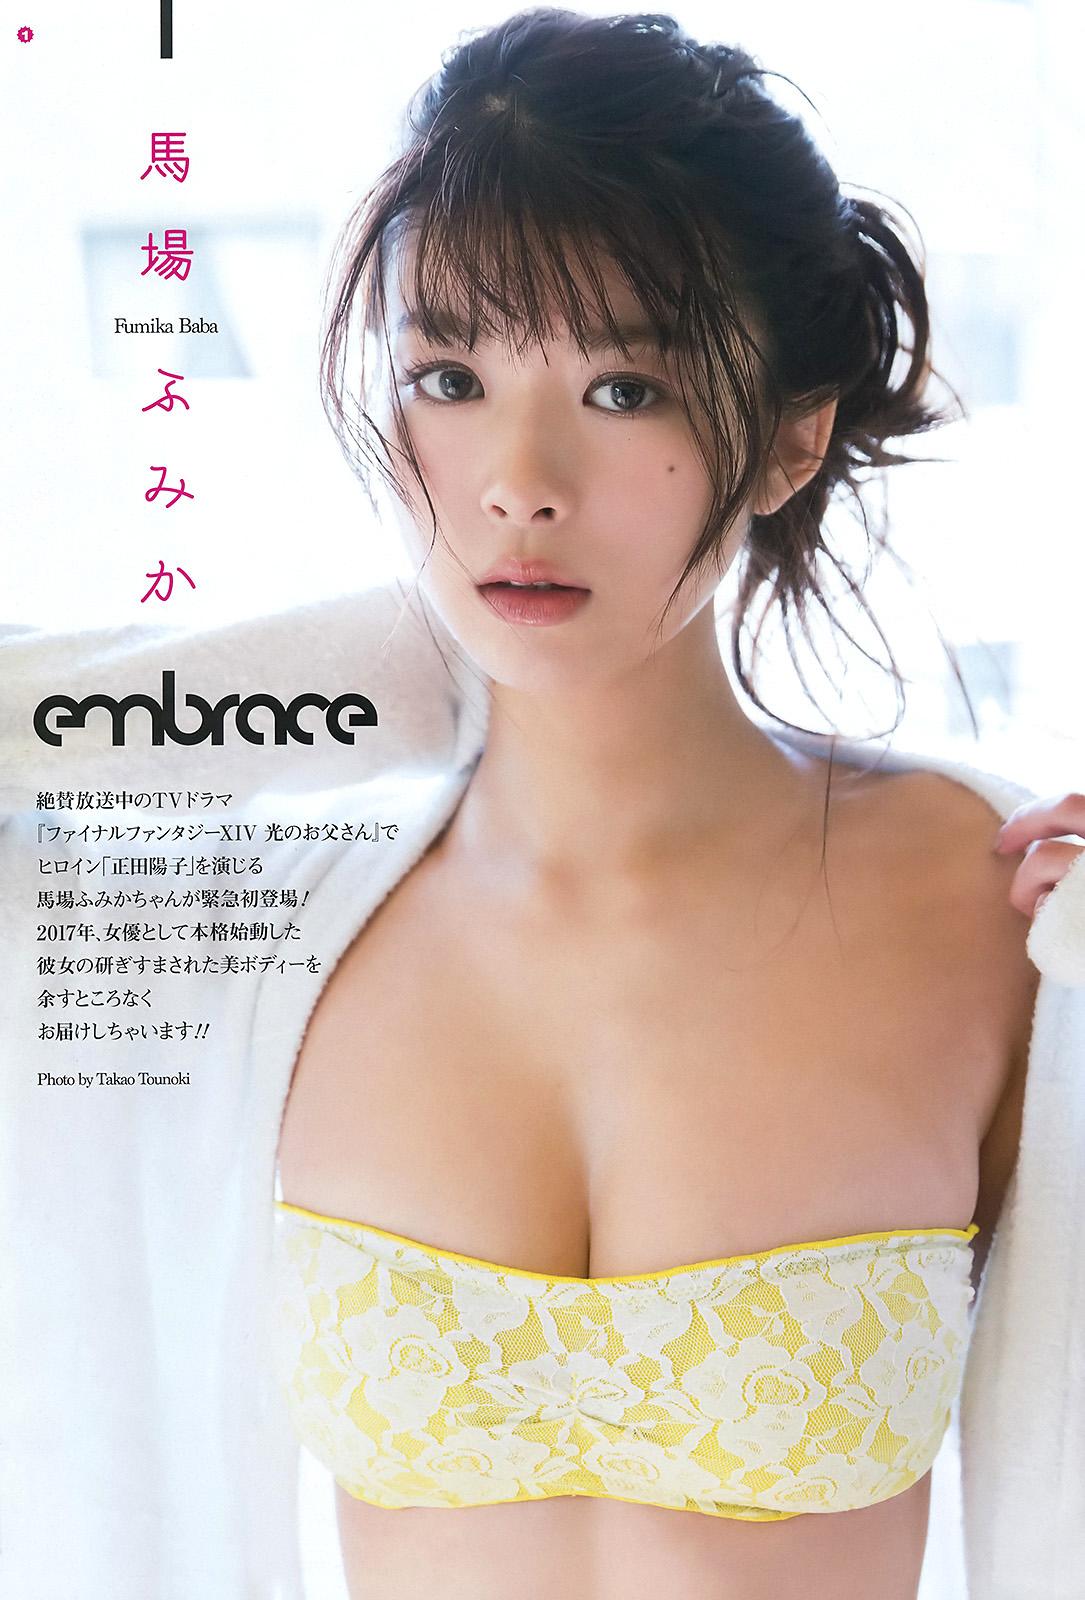 1
馬場ふみか
Fumika Baba
embrace
絶賛放送中のTVドラマ
『ファイナルファンタジーXIV 光のお父さん』で
ヒロイン「正田陽子」を演じる
馬場ふみかちゃんが緊急初登場!
2017年、女優として本格始動した
彼女の研ぎすまされた美ボディーを
余すところなく
お届けしちゃいます!!
Photo by Takao Tounoki